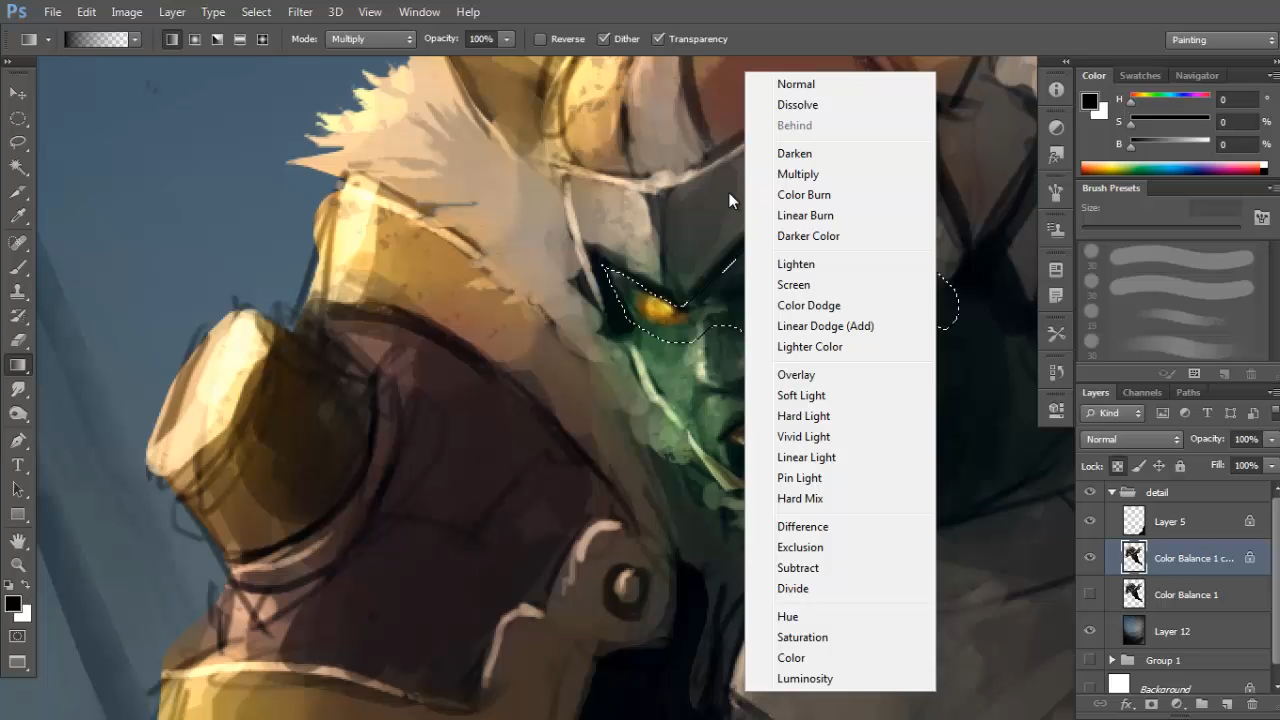 Ps File Edit Image Layer Type Select Filter 3D View Window Help
Mode: Multiply Opacity: 100% Reverse Dither Transparency Painting
Normal
Dissolve
Behind
Darken
Multiply
Color Burn
Linear Burn
Darker Color
Lighten
Screen
Color Dodge
Linear Dodge (Add)
Lighter Color
Overlay
Soft Light
Hard Light
Vivid Light
Linear Light
Pin Light
Hard Mix
Difference
Exclusion
Subtract
Divide
Hue
Saturation
Color
Luminosity
Color Swatches Navigator
H 0 °
S 0 %
B 0 %
Brush Presets
Size:
30
30
19
30
Layers Channels Paths
Kind
Normal Opacity: 100%
Lock: Fill: 100%
detail
Layer 5
Color Balance 1 c...
Color Balance 1
Layer 12
Group 1
Background